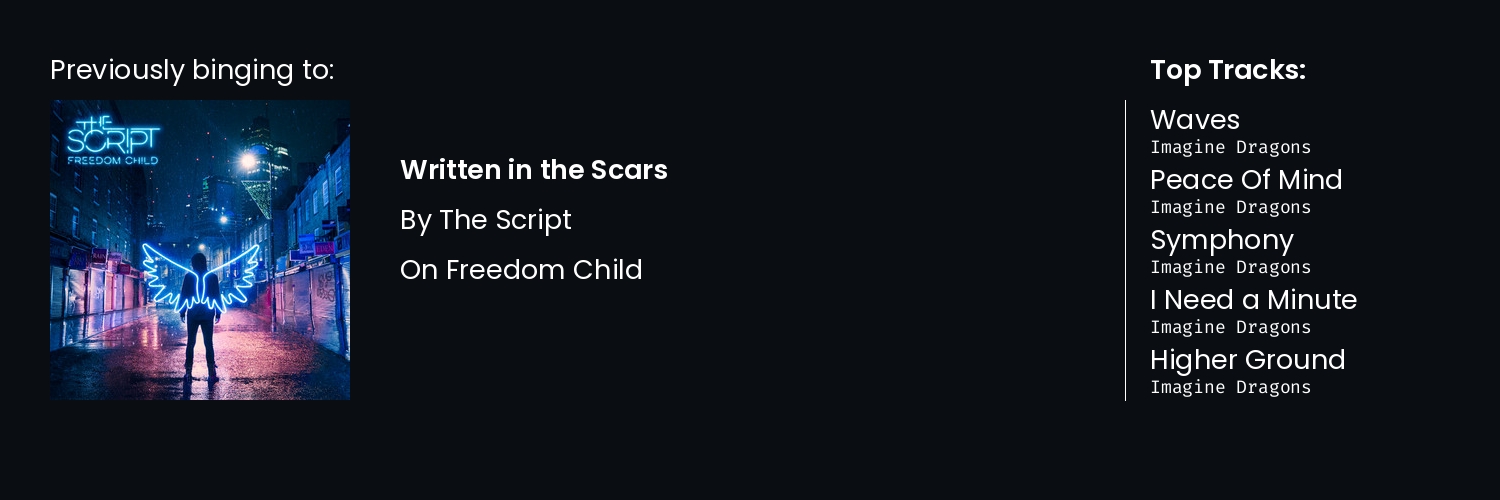 Previously binging to:
THE
SCRIPT
FREEDOM CHILD
Written in the Scars
By The Script
On Freedom Child
Top Tracks:
Waves
Imagine Dragons
Peace Of Mind
Imagine Dragons
Symphony
Imagine Dragons
I Need a Minute
Imagine Dragons
Higher Ground
Imagine Dragons